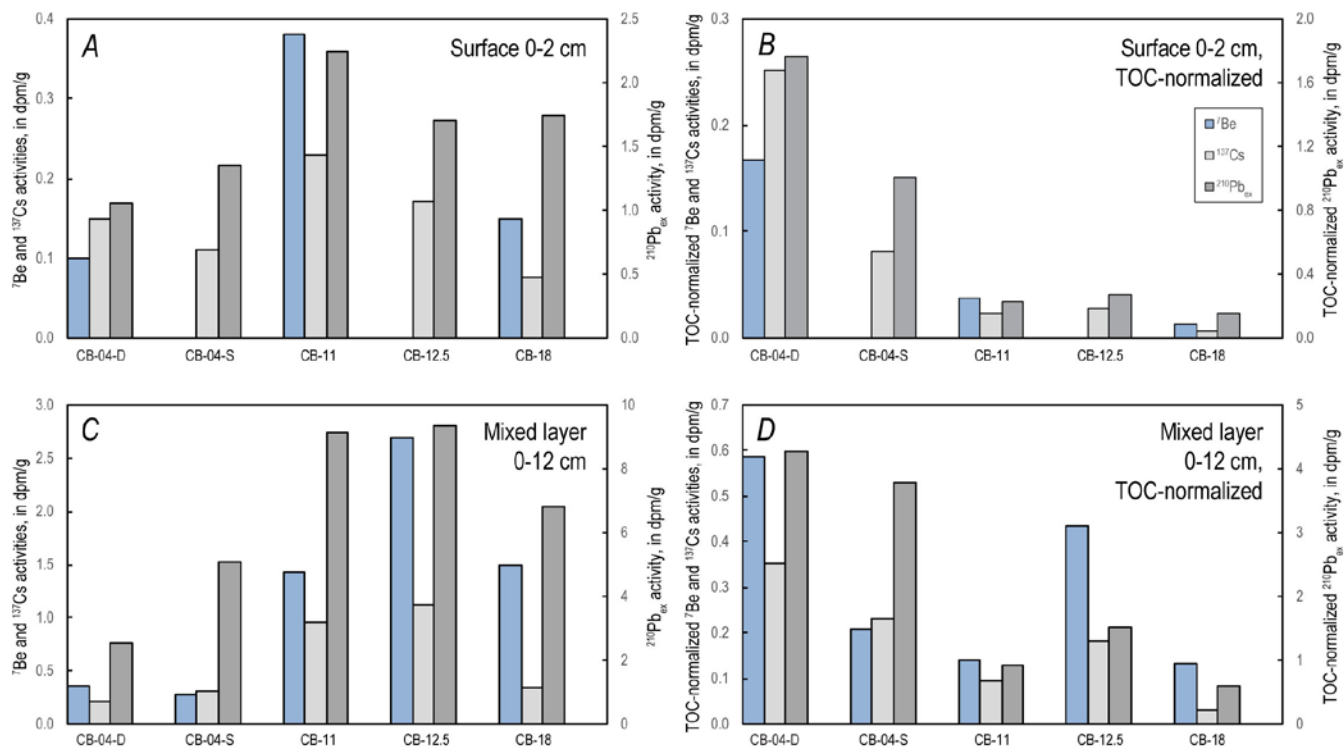 A
Surface 0-2 cm
⁷Be and ¹³⁷Cs activities, in dpm/g
0.4
0.3
0.2
0.1
0.0
2.5
2.0
1.5
1.0
0.5
0.0
²¹⁰Pbₑₓ activity, in dpm/g
CB-04-D CB-04-S CB-11 CB-12.5 CB-18
B
Surface 0-2 cm,
TOC-normalized
TOC-normalized ⁷Be and ¹³⁷Cs activities, in dpm/g
0.3
0.2
0.1
0.0
2.0
1.6
1.2
0.8
0.4
0.0
TOC-normalized ²¹⁰Pbₑₓ activity, in dpm/g
⁷Be
¹³⁷Cs
²¹⁰Pbₑₓ
CB-04-D CB-04-S CB-11 CB-12.5 CB-18
C
Mixed layer
0-12 cm
⁷Be and ¹³⁷Cs activities, in dpm/g
3.0
2.5
2.0
1.5
1.0
0.5
0.0
10
8
6
4
2
0
²¹⁰Pbₑₓ activity, in dpm/g
CB-04-D CB-04-S CB-11 CB-12.5 CB-18
D
Mixed layer
0-12 cm,
TOC-normalized
TOC-normalized ⁷Be and ¹³⁷Cs activities, in dpm/g
0.7
0.6
0.5
0.4
0.3
0.2
0.1
0.0
5
4
3
2
1
0
TOC-normalized ²¹⁰Pbₑₓ activity, in dpm/g
CB-04-D CB-04-S CB-11 CB-12.5 CB-18